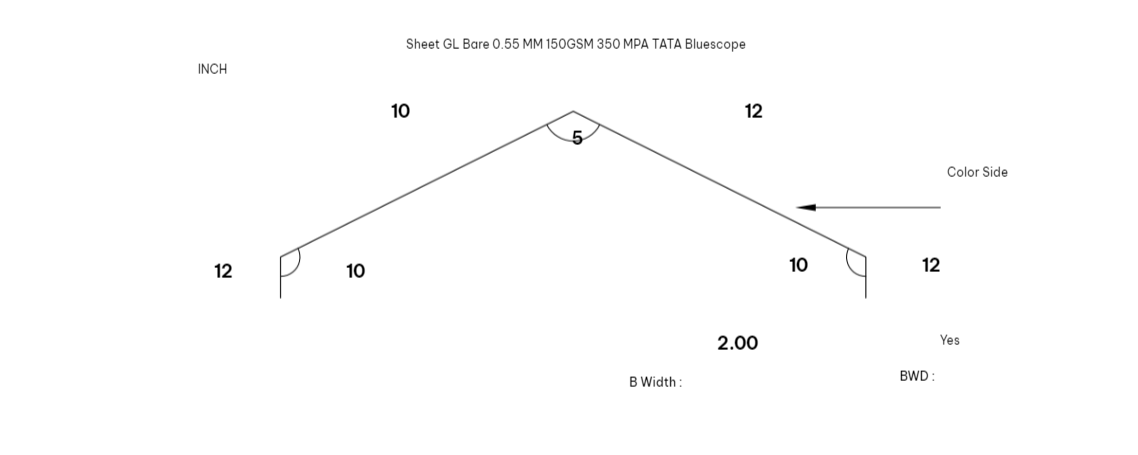 Sheet GL Bare 0.55 MM 150GSM 350 MPA TATA Bluescope
INCH
10
12
5
Color Side
12
10
10
12
2.00
Yes
B Width :
BWD :